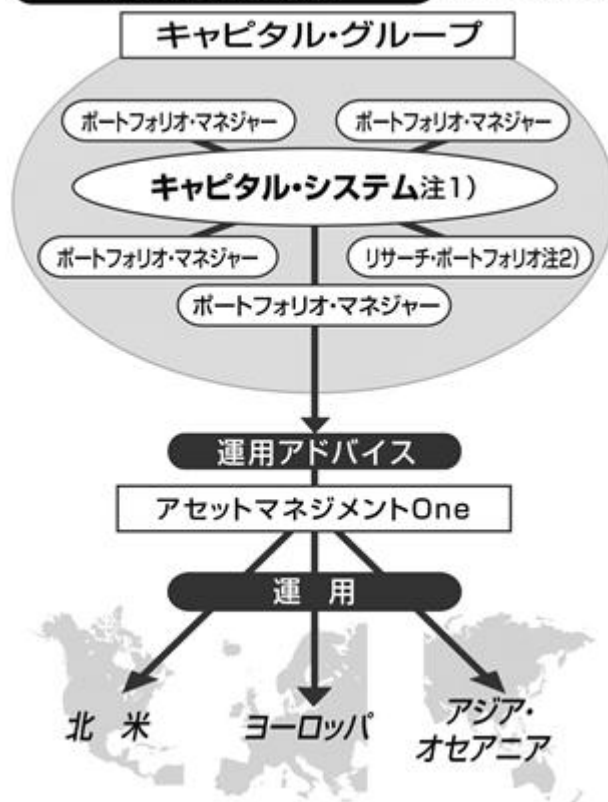 キャピタル・グループ
ポートフォリオ・マネジャー
ポートフォリオ・マネジャー
キャピタル・システム注1)
ポートフォリオ・マネジャー
リサーチ・ポートフォリオ注2)
ポートフォリオ・マネジャー
運用アドバイス
アセットマネジメントOne
運 用
北 米
ヨーロッパ
アジア・
オセアニア